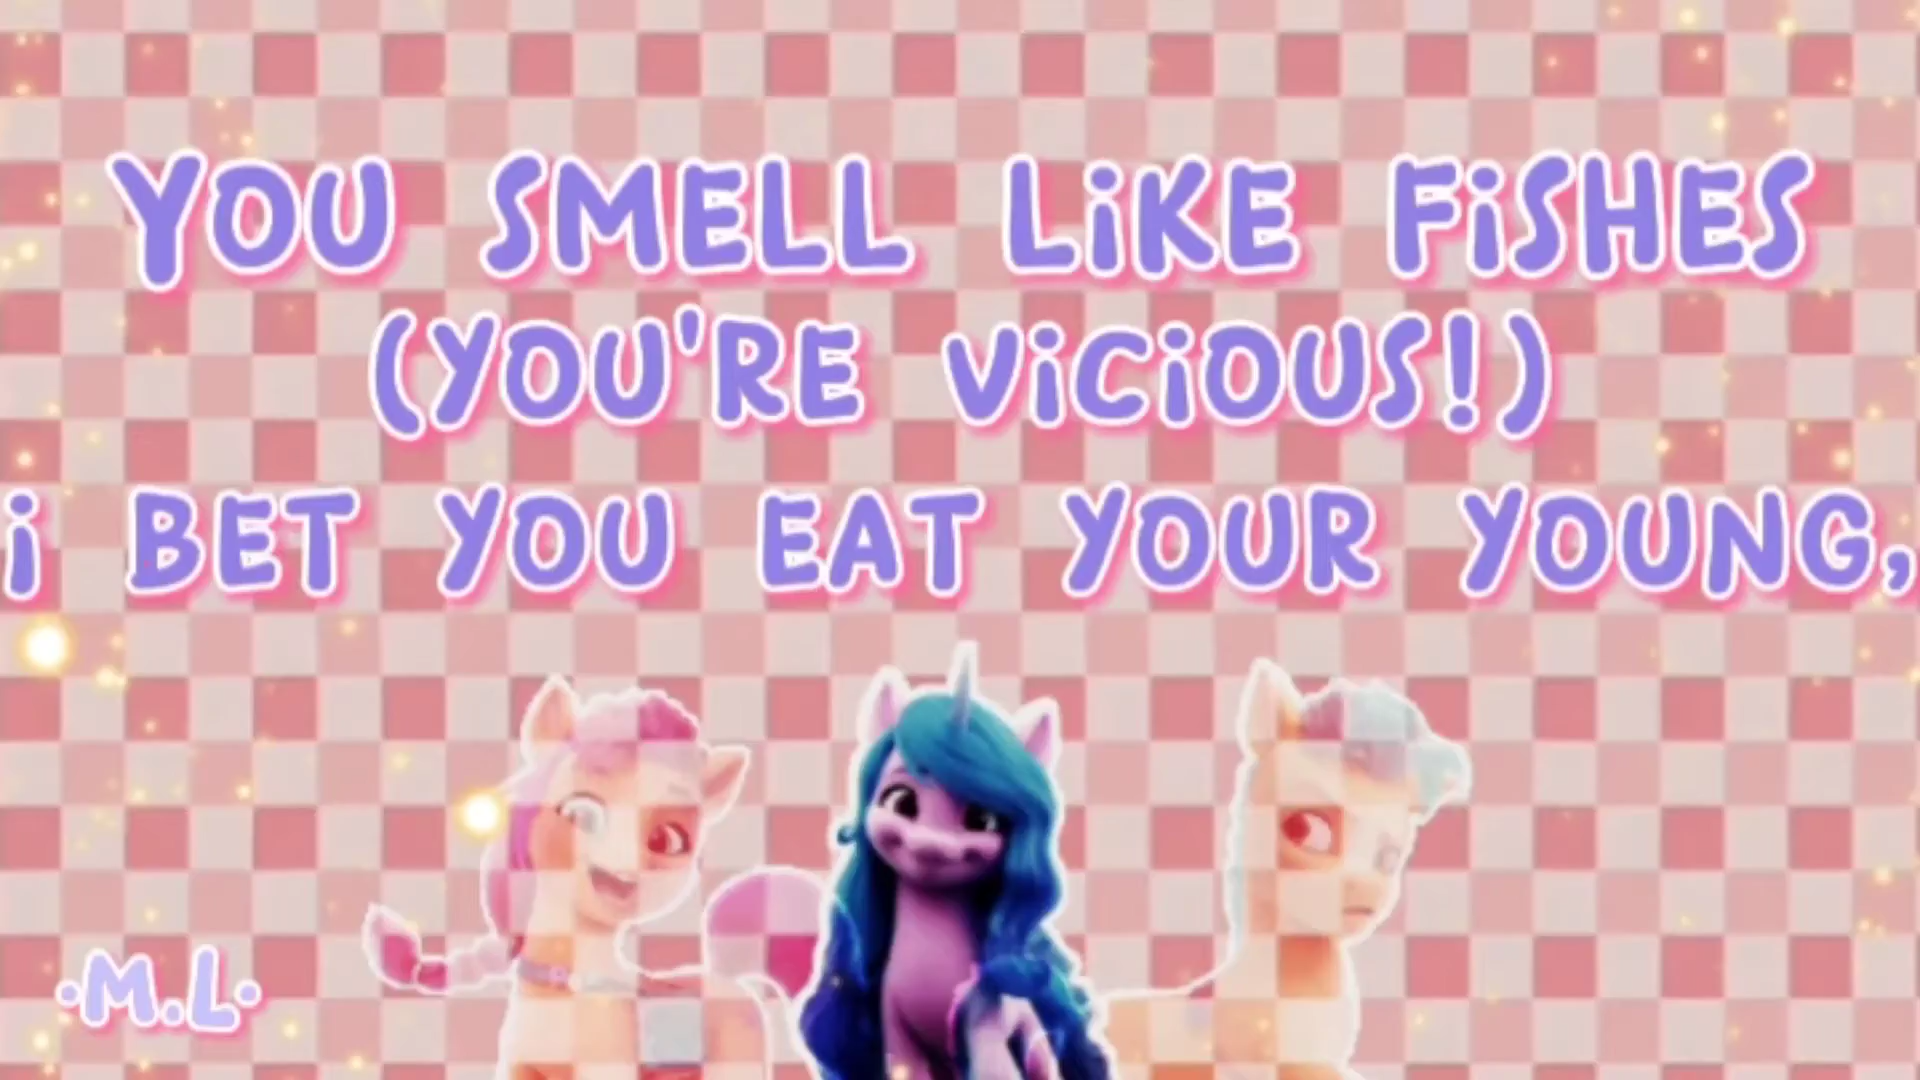 YOU SMELL LiKE FiSHES
(YOU'RE ViCiOUS!)
i BET YOU EAT YOUR YOUNG,
·M.L·